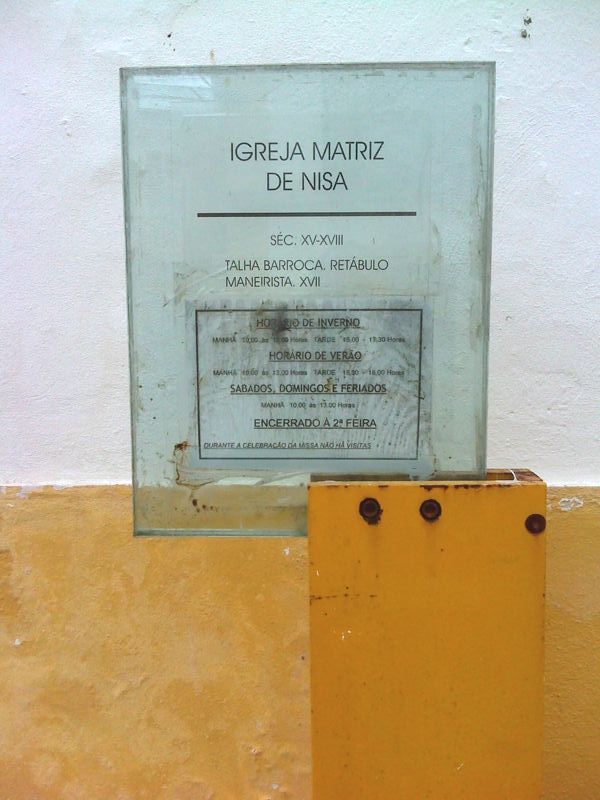 IGREJA MATRIZ
DE NISA
SÉC. XV-XVIII
TALHA BARROCA. RETÁBULO
MANEIRISTA. XVII
HORÁRIO DE INVERNO
MANHÃ 10,00 às 13,00 Horas TARDE 15,00 - 17,30 Horas
HORÁRIO DE VERÃO
MANHÃ 10,00 às 13,00 Horas TARDE 15,30 - 18,00 Horas
SABADOS, DOMINGOS E FERIADOS
MANHÃ 10,00 às 13,00 Horas
ENCERRADO À 2ª FEIRA
DURANTE A CELEBRAÇÃO DA MISSA NÃO HÁ VISITAS